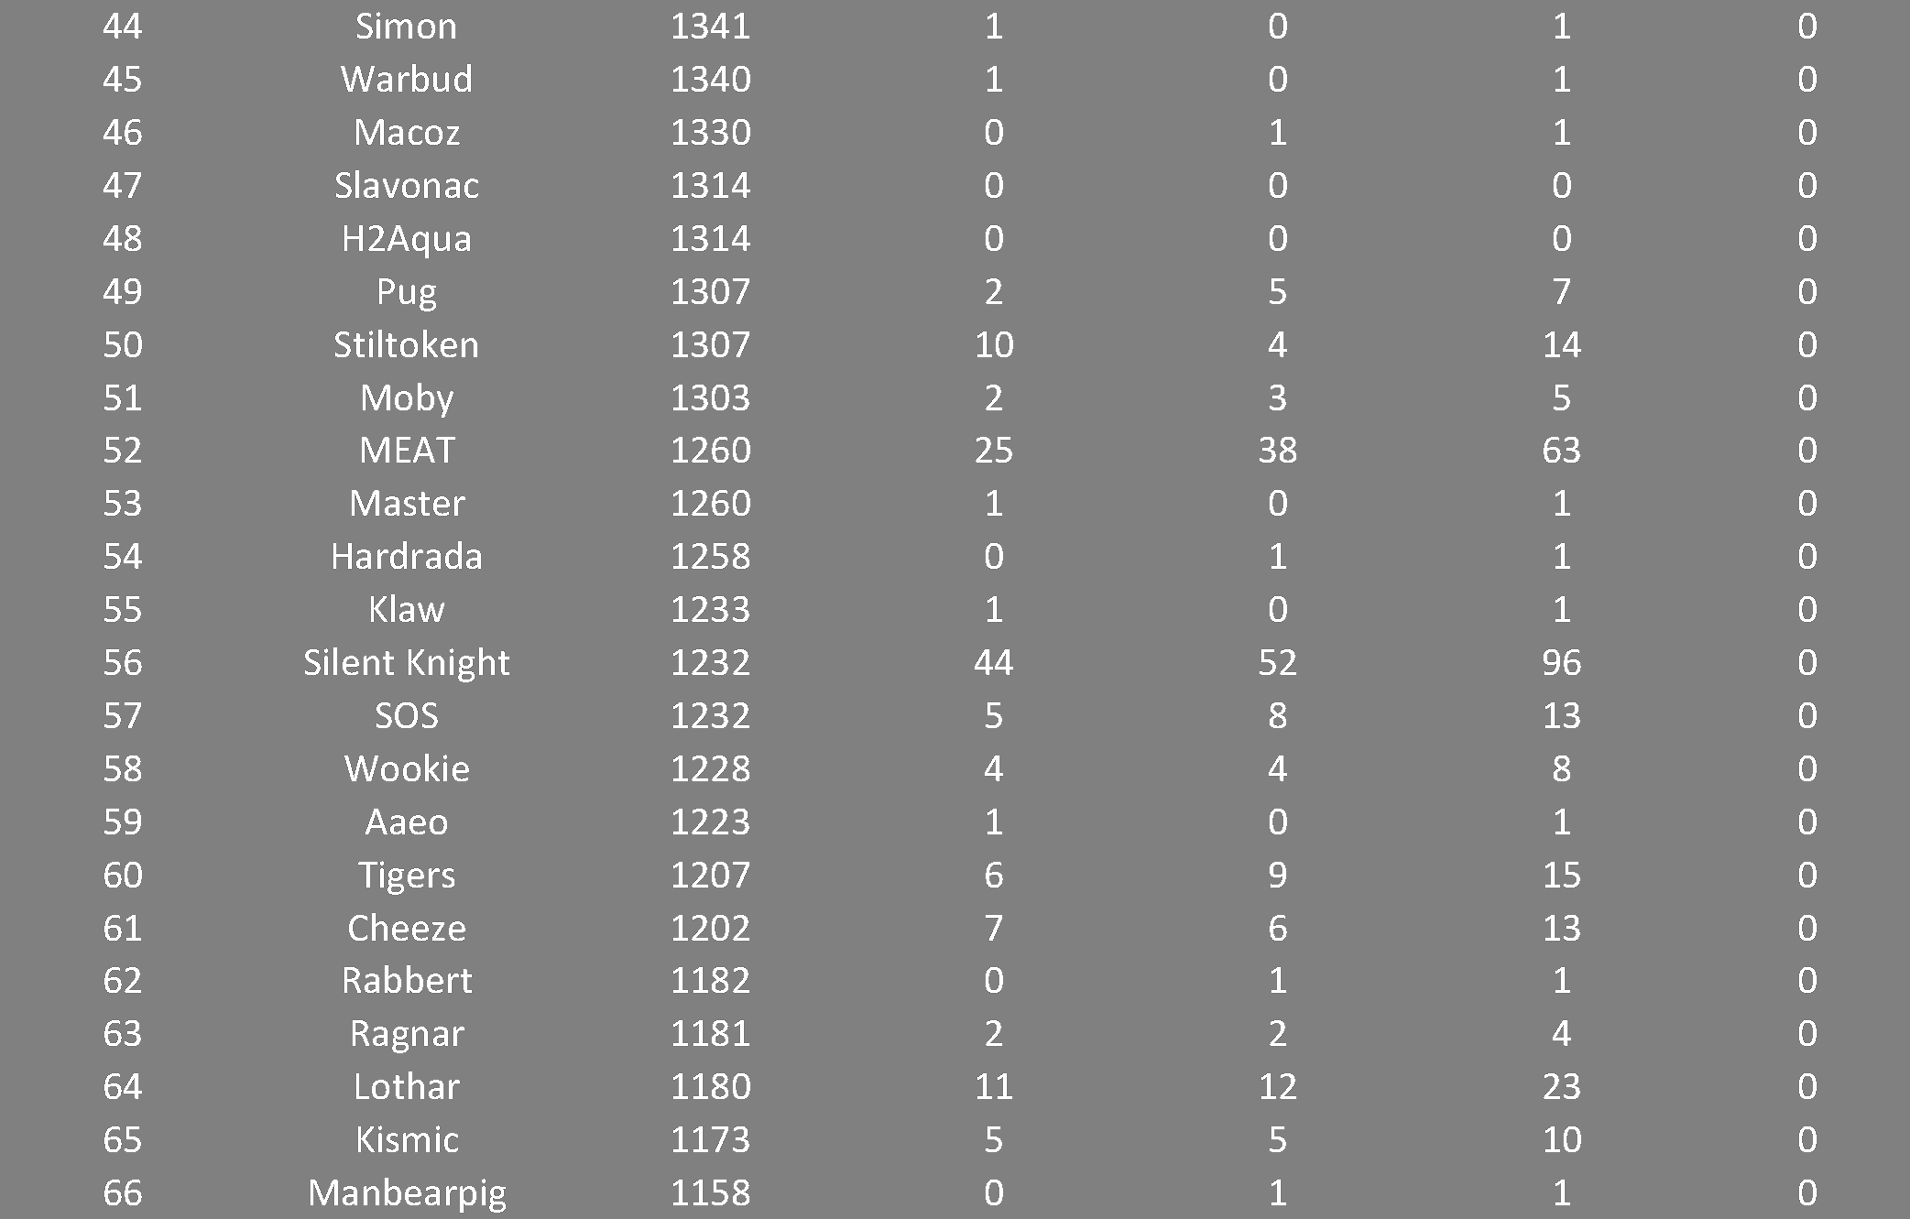 44 Simon 1341 1 0 1 0
45 Warbud 1340 1 0 1 0
46 Macoz 1330 0 1 1 0
47 Slavonac 1314 0 0 0 0
48 H2Aqua 1314 0 0 0 0
49 Pug 1307 2 5 7 0
50 Stiltoken 1307 10 4 14 0
51 Moby 1303 2 3 5 0
52 MEAT 1260 25 38 63 0
53 Master 1260 1 0 1 0
54 Hardrada 1258 0 1 1 0
55 Klaw 1233 1 0 1 0
56 Silent Knight 1232 44 52 96 0
57 SOS 1232 5 8 13 0
58 Wookie 1228 4 4 8 0
59 Aaeo 1223 1 0 1 0
60 Tigers 1207 6 9 15 0
61 Cheeze 1202 7 6 13 0
62 Rabbert 1182 0 1 1 0
63 Ragnar 1181 2 2 4 0
64 Lothar 1180 11 12 23 0
65 Kismic 1173 5 5 10 0
66 Manbearpig 1158 0 1 1 0